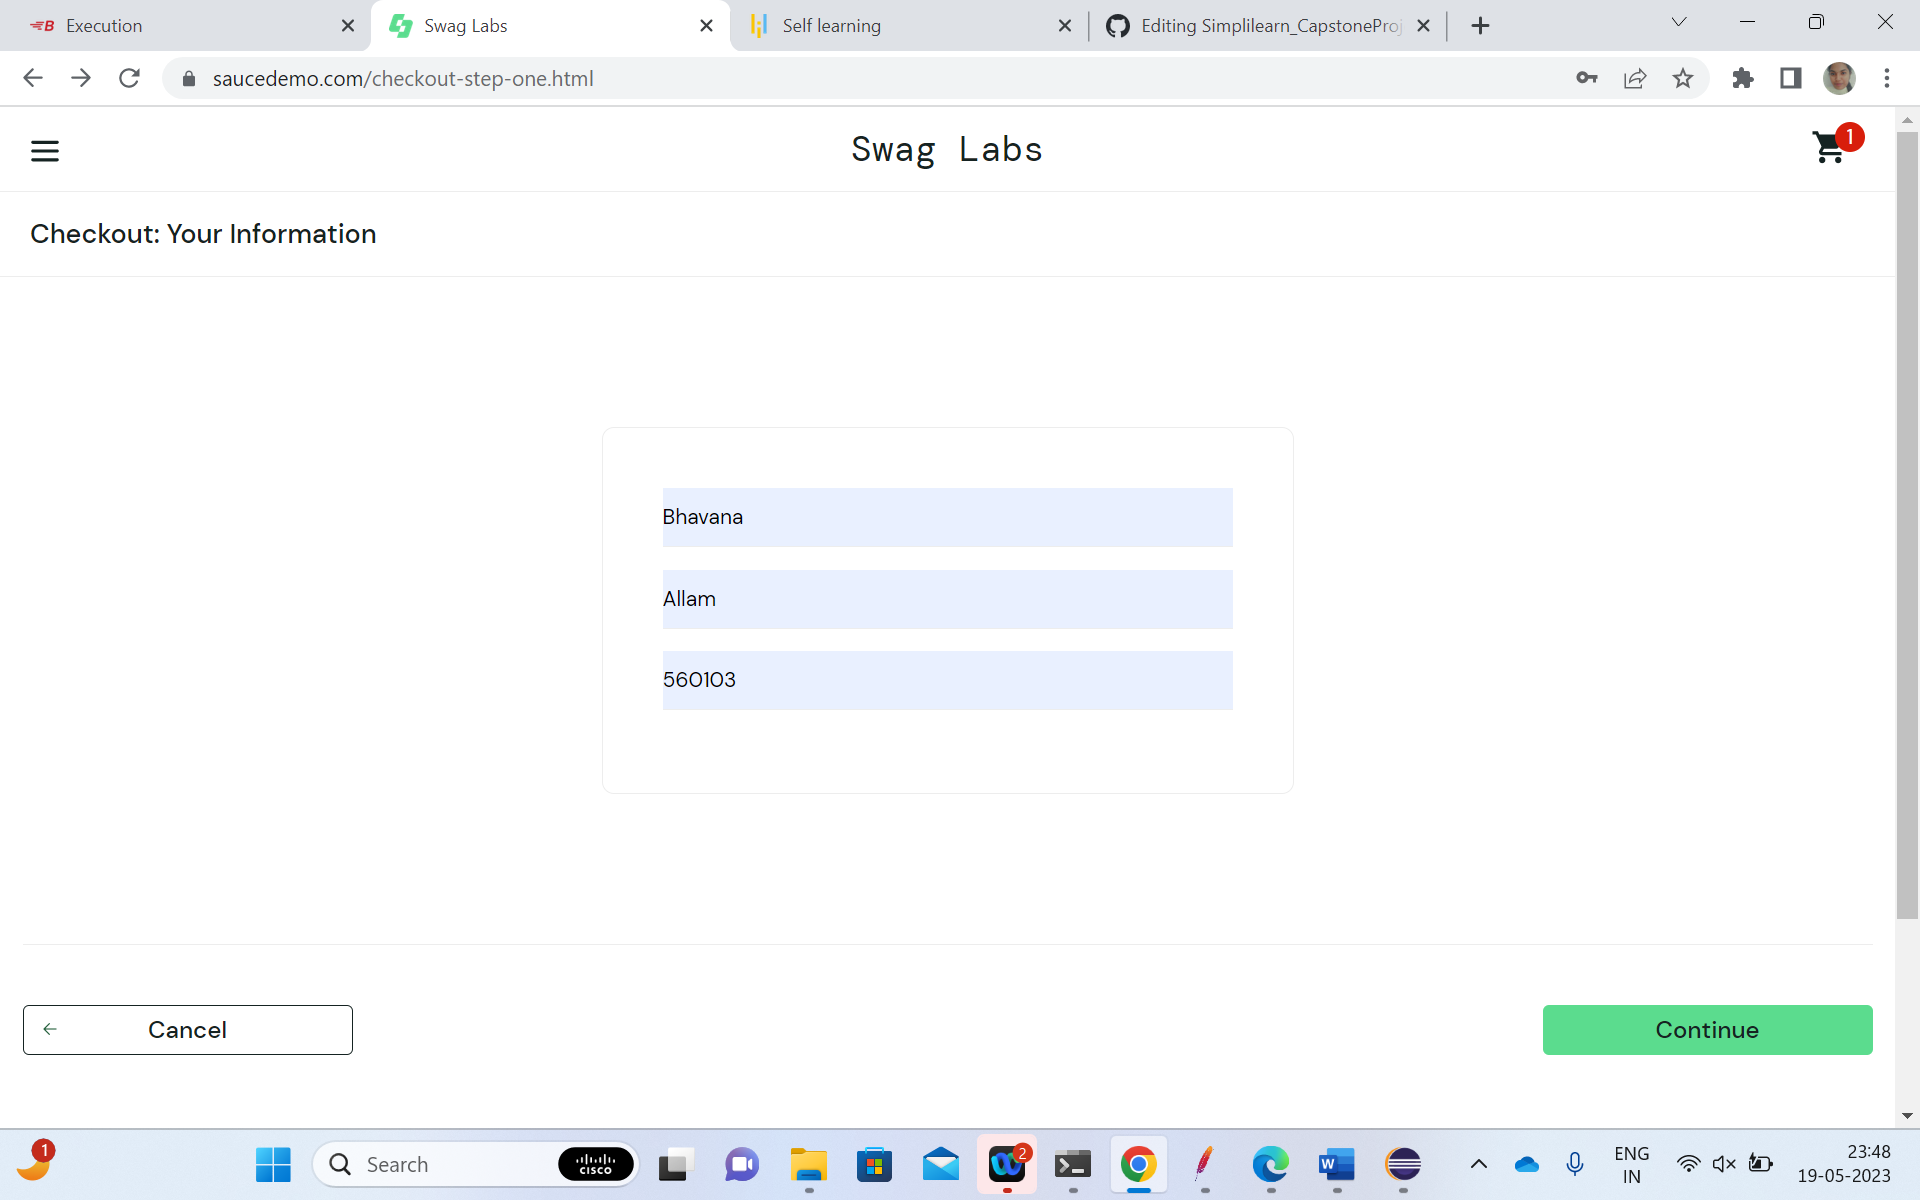 Execution
Swag Labs
Self learning
Editing Simplilearn_CapstoneProj
saucedemo.com/checkout-step-one.html
Swag Labs
1
Checkout: Your Information
Bhavana
Allam
560103
Cancel
Continue
1
Search
CISCO
2
ENG
IN
23:48
19-05-2023